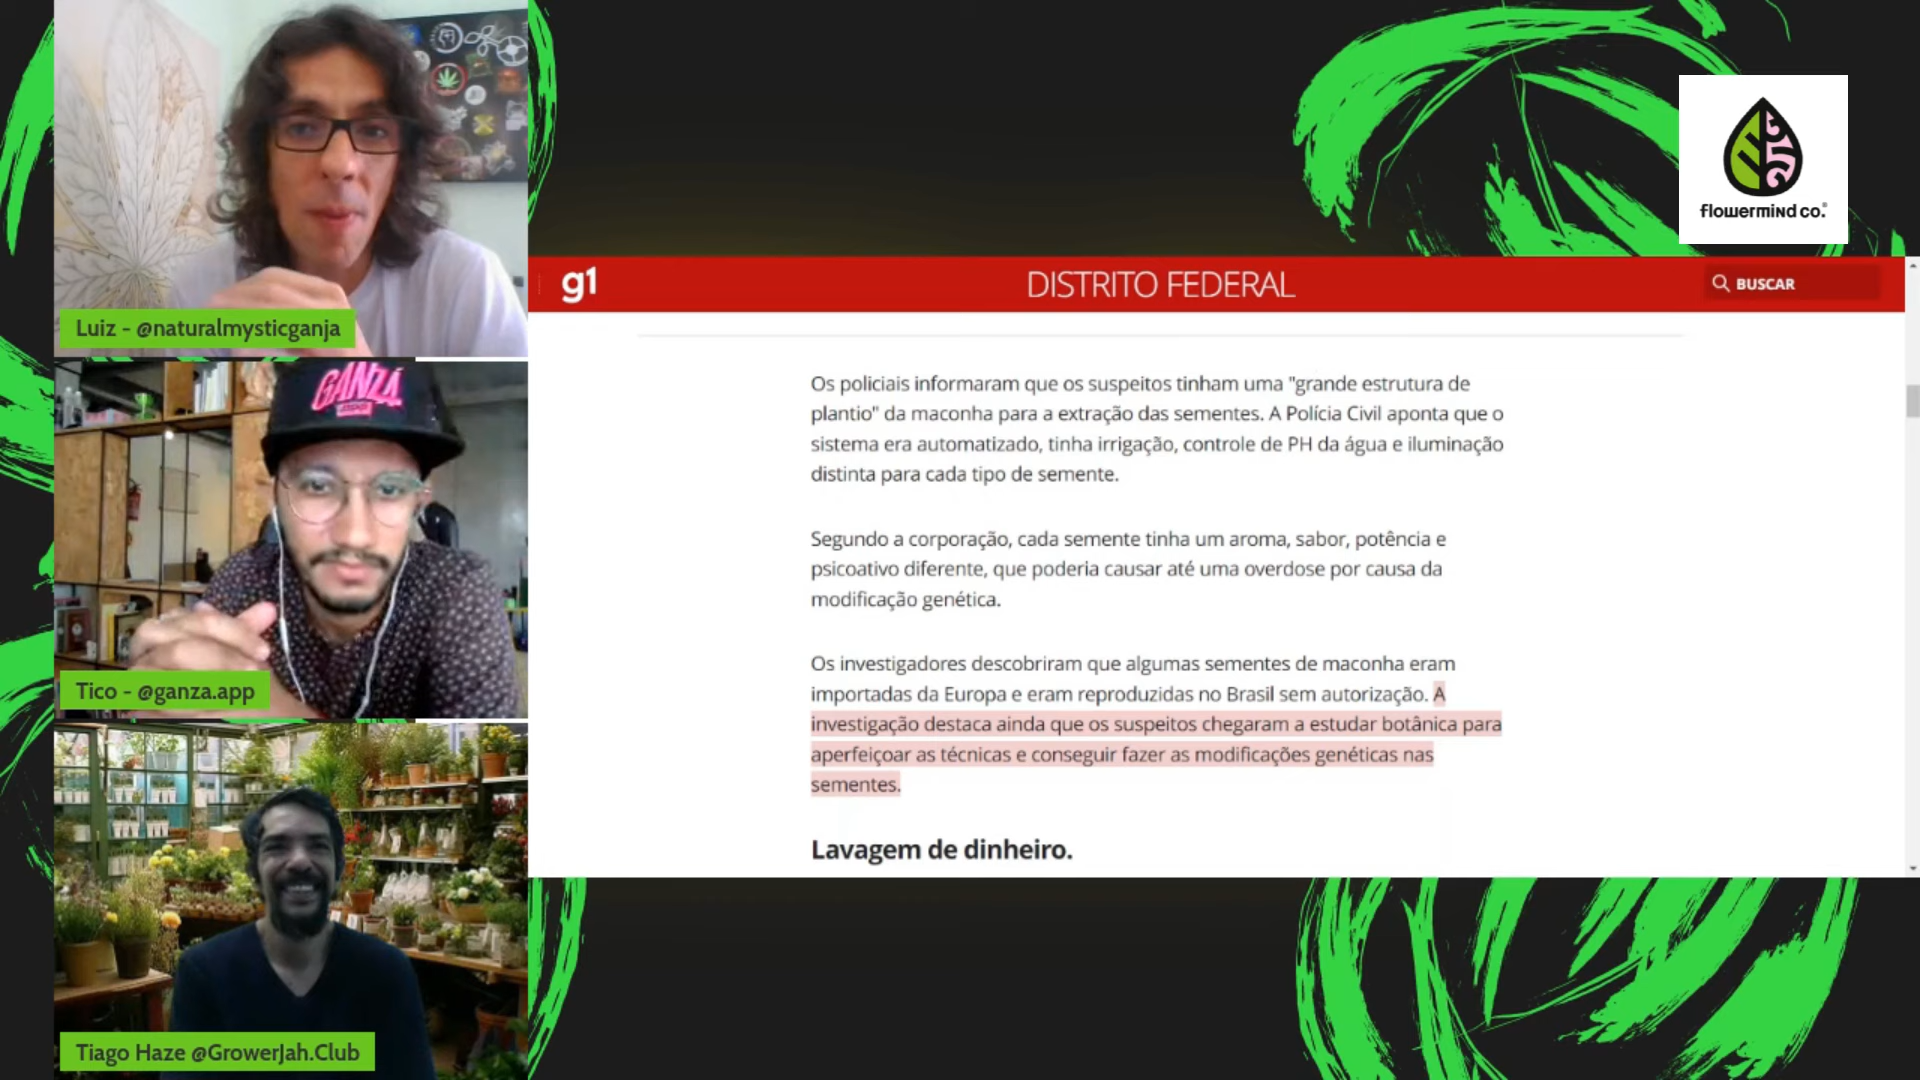 GANZÁ
Luiz - @naturalmysticganja
Tico - @ganza.app
Tiago Haze @GrowerJah.Club
flowermind co.®
g1
DISTRITO FEDERAL
BUSCAR
Os policiais informaram que os suspeitos tinham uma "grande estrutura de
plantio" da maconha para a extração das sementes. A Polícia Civil aponta que o
sistema era automatizado, tinha irrigação, controle de PH da água e iluminação
distinta para cada tipo de semente.
Segundo a corporação, cada semente tinha um aroma, sabor, potência e
psicoativo diferente, que poderia causar até uma overdose por causa da
modificação genética.
Os investigadores descobriram que algumas sementes de maconha eram
importadas da Europa e eram reproduzidas no Brasil sem autorização. A
investigação destaca ainda que os suspeitos chegaram a estudar botânica para
aperfeiçoar as técnicas e conseguir fazer as modificações genéticas nas
sementes.
Lavagem de dinheiro.